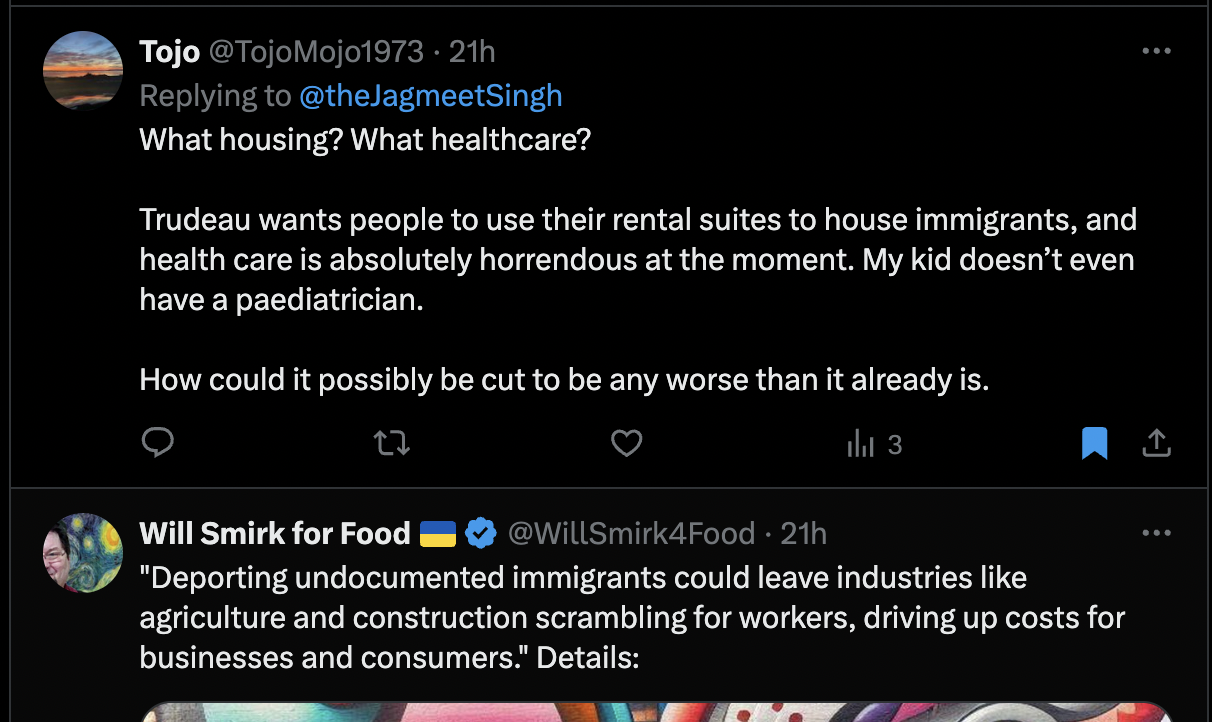 Tojo @TojoMojo1973 · 21h
Replying to @theJagmeetSingh
What housing? What healthcare?
Trudeau wants people to use their rental suites to house immigrants, and
health care is absolutely horrendous at the moment. My kid doesn’t even
have a paediatrician.
How could it possibly be cut to be any worse than it already is.
3
Will Smirk for Food @WillSmirk4Food · 21h
"Deporting undocumented immigrants could leave industries like
agriculture and construction scrambling for workers, driving up costs for
businesses and consumers." Details: